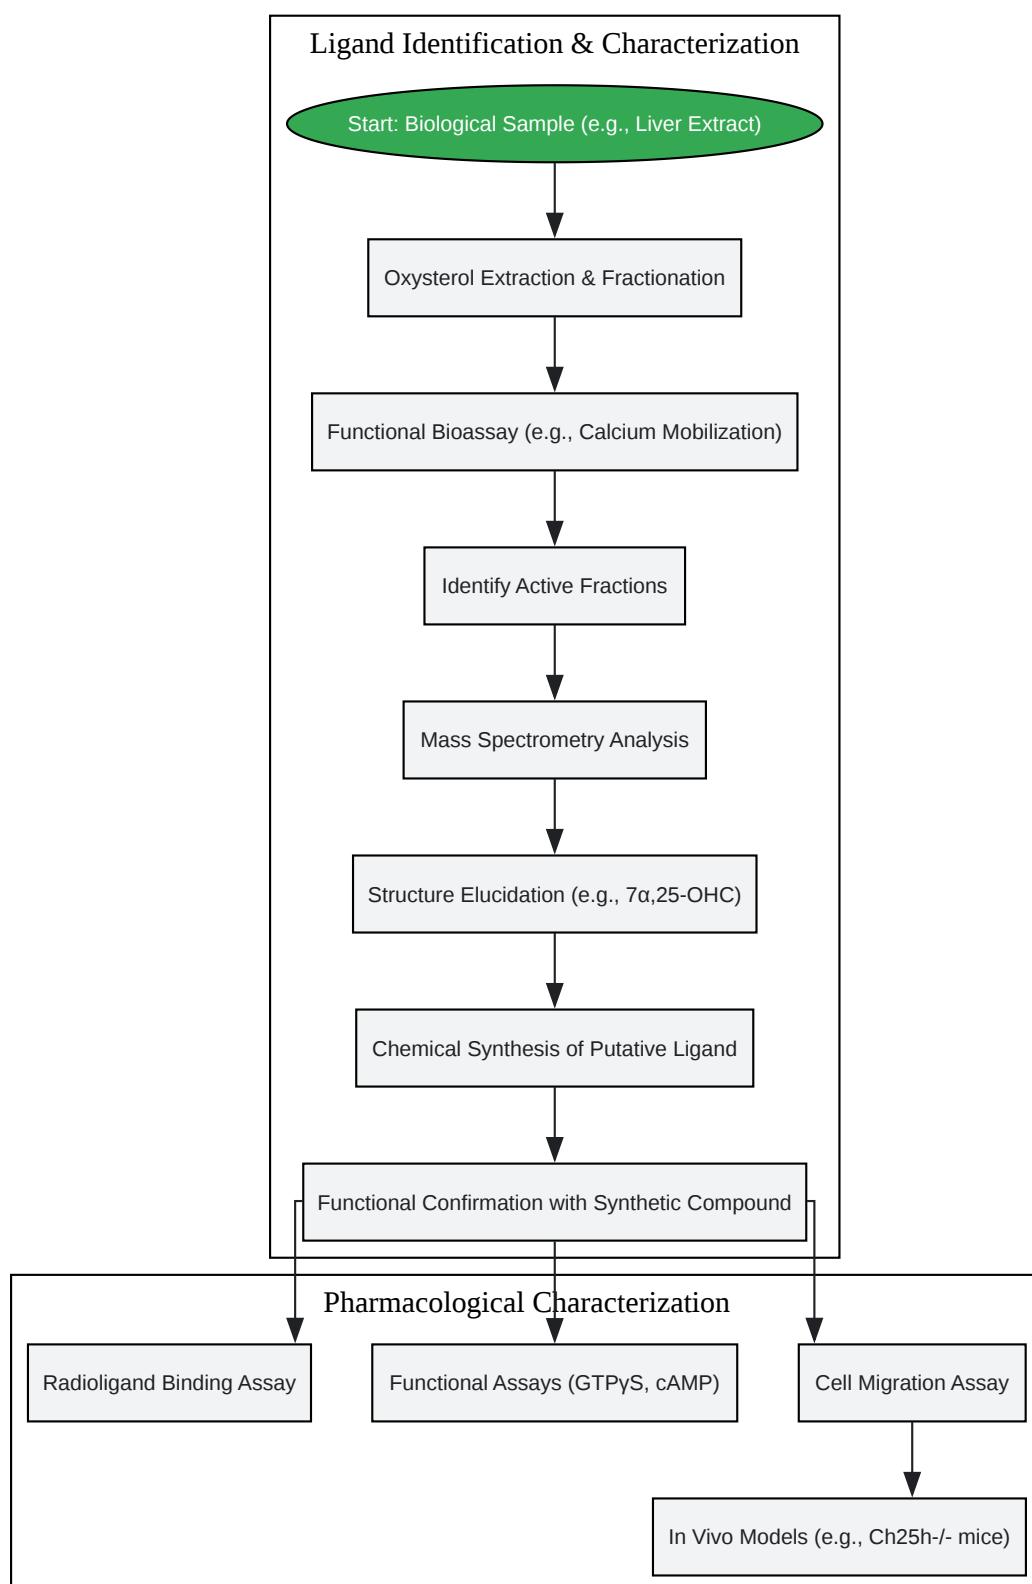 Ligand Identification & Characterization
Start: Biological Sample (e.g., Liver Extract)
Oxysterol Extraction & Fractionation
Functional Bioassay (e.g., Calcium Mobilization)
Identify Active Fractions
Mass Spectrometry Analysis
Structure Elucidation (e.g., 7α,25-OHC)
Chemical Synthesis of Putative Ligand
Functional Confirmation with Synthetic Compound
Pharmacological Characterization
Radioligand Binding Assay
Functional Assays (GTPγS, cAMP)
Cell Migration Assay
In Vivo Models (e.g., Ch25h-/- mice)